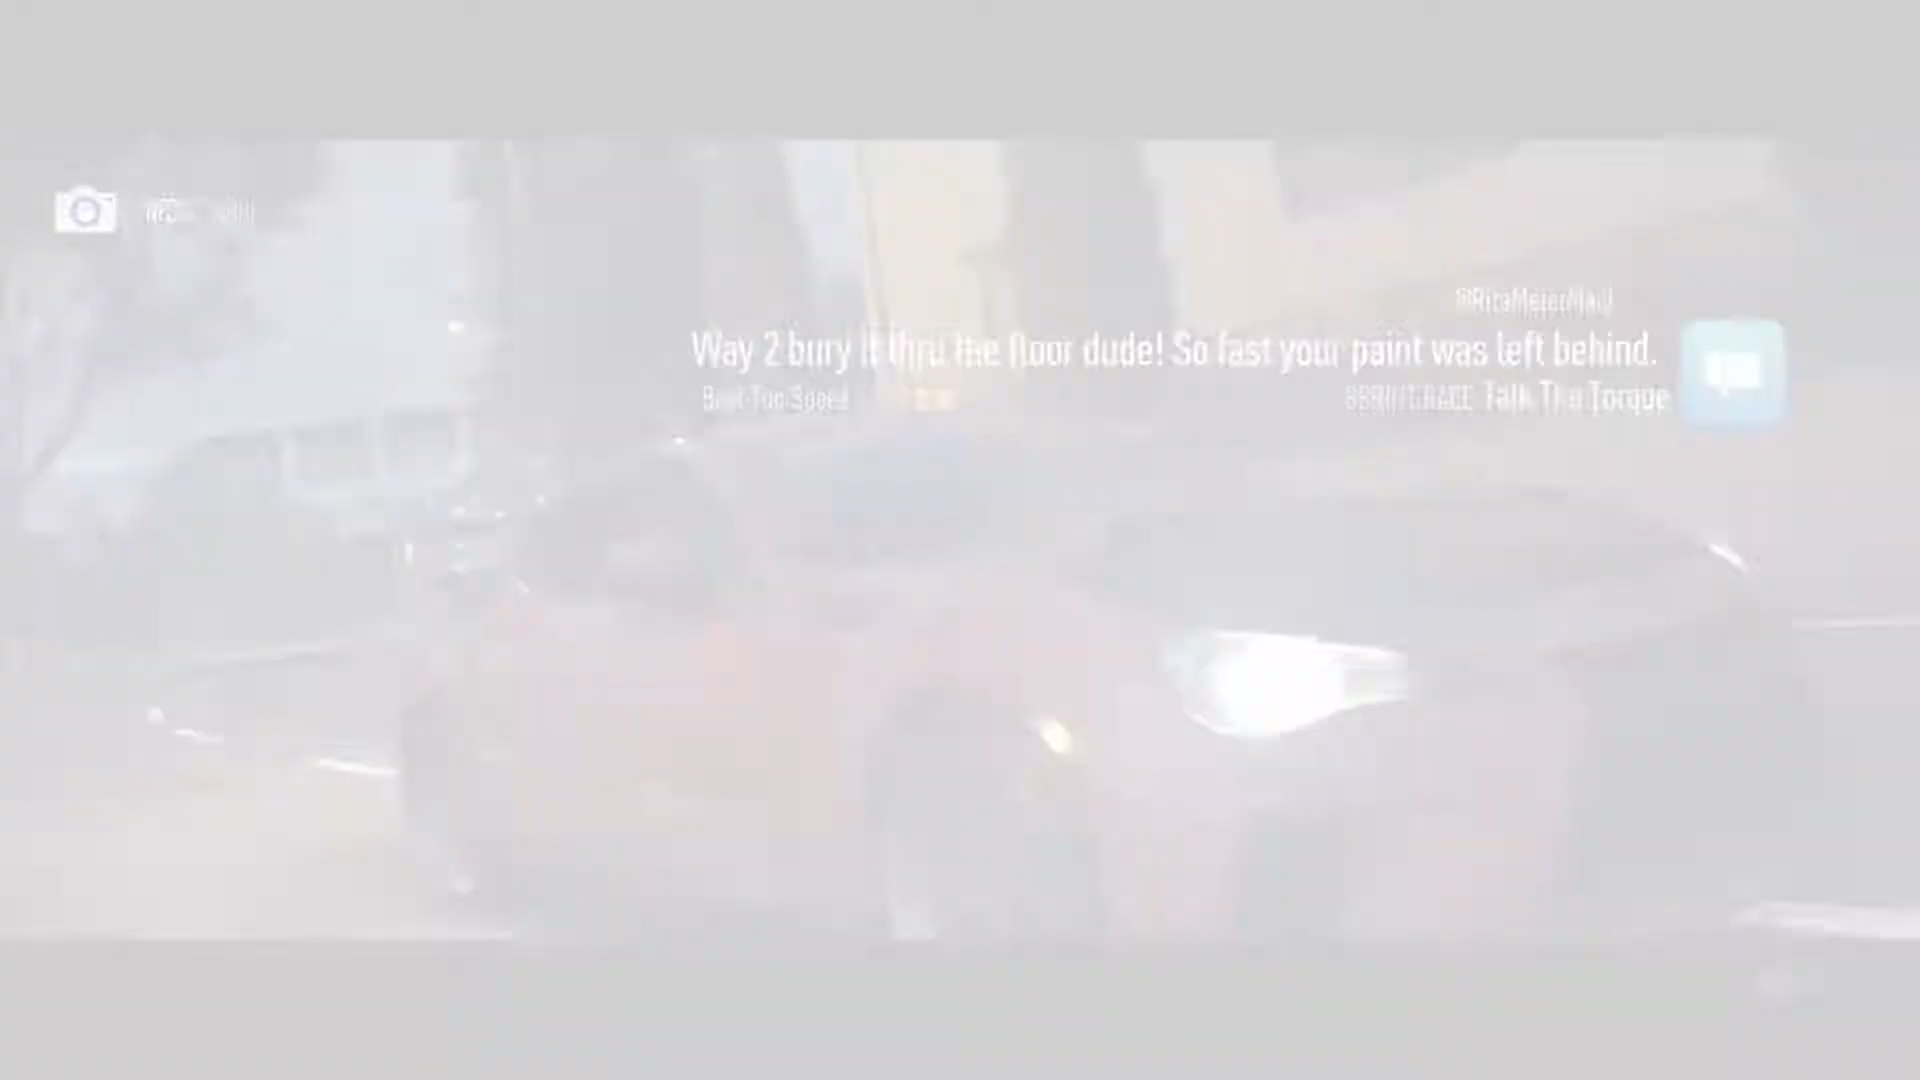 Way 2 bury it thru the floor dude! So fast your paint was left behind.
Best Top Speed
Talk The Torque